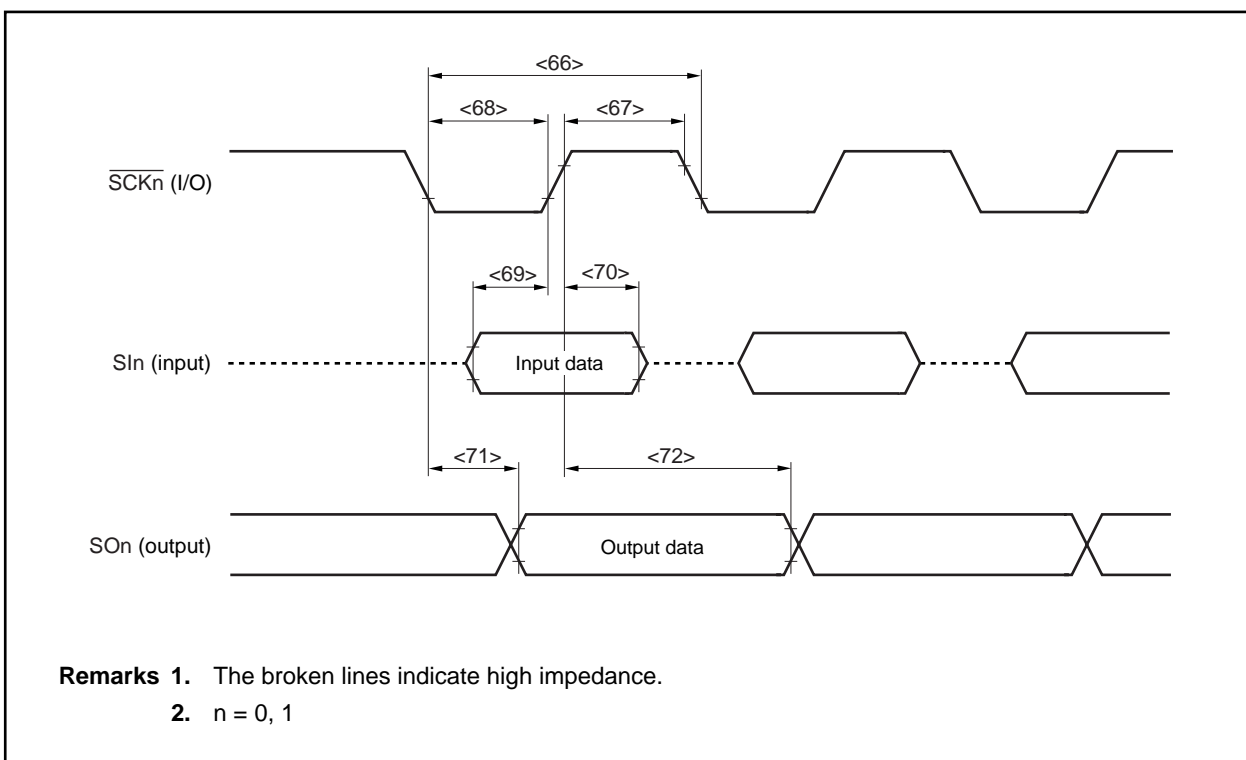 <66>
<68> <67>
SCKn (I/O)
<69> <70>
SIn (input) Input data
<71> <72>
SOn (output) Output data
Remarks 1. The broken lines indicate high impedance.
2. n = 0, 1